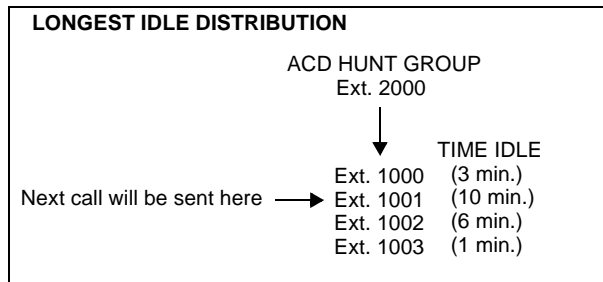 LONGEST IDLE DISTRIBUTION
ACD HUNT GROUP
Ext. 2000
TIME IDLE
Ext. 1000 (3 min.)
Next call will be sent here Ext. 1001 (10 min.)
Ext. 1002 (6 min.)
Ext. 1003 (1 min.)